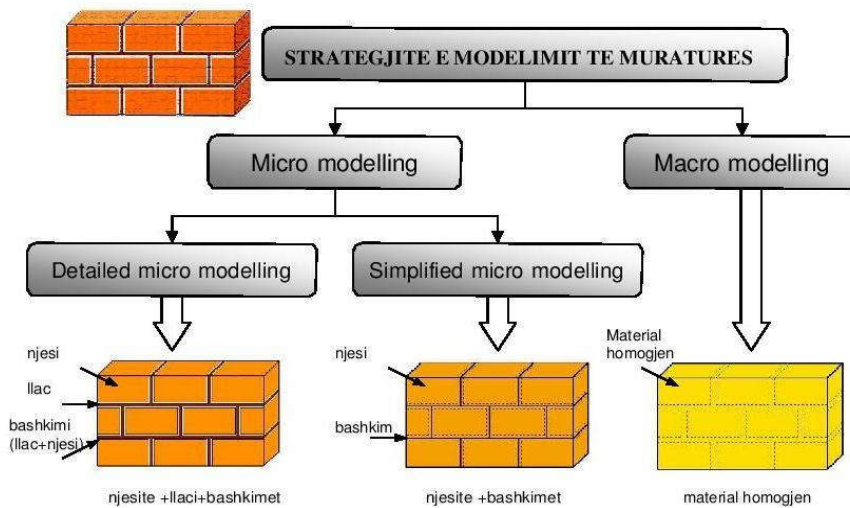 STRATEGJITE E MODELIMIT TE MURATURES
Micro modelling
Macro modelling
Detailed micro modelling
Simplified micro modelling
njesi
llac
bashkimi
(llac+njesi)
njesite +llaci+bashkimet
njesi
bashkim
njesite +bashkimet
Material
homogjen
material homogjen